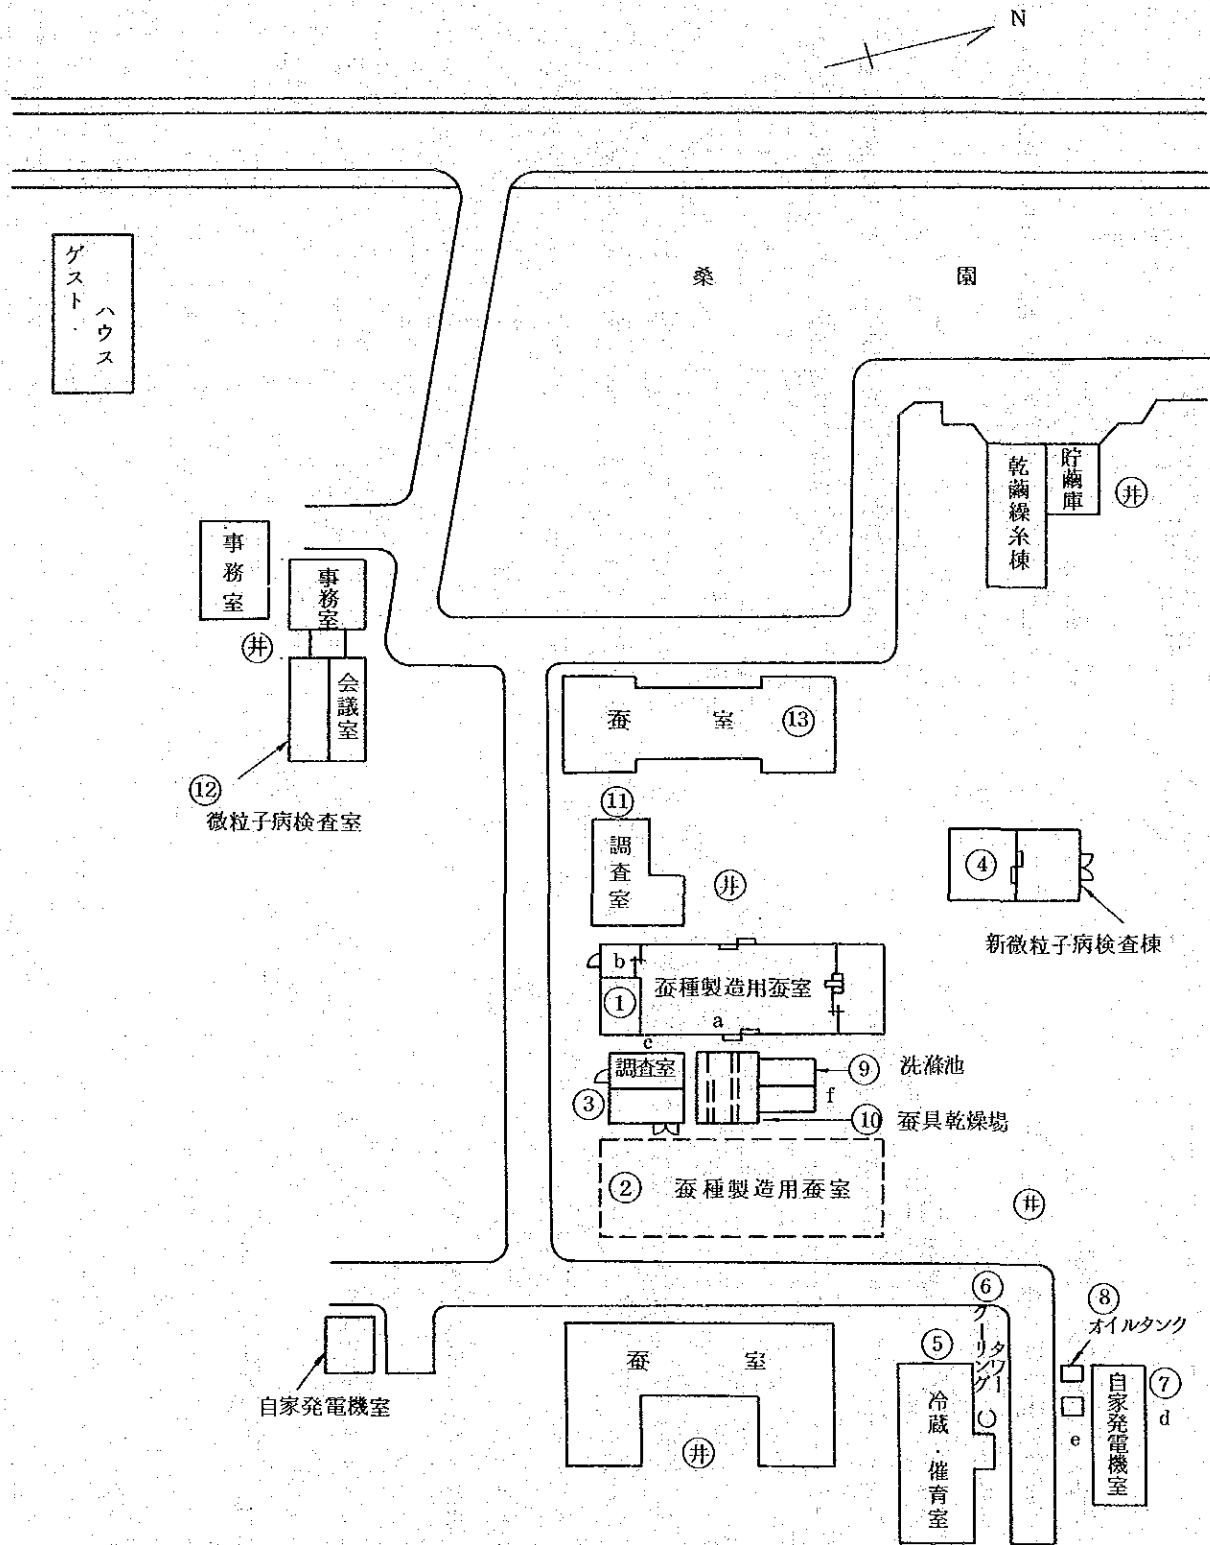 N
桑 園
ゲスト
ハウス
乾繭繰糸棟
貯繭庫
井
事務室
事務室
井
会議室
蚕 室 ⑬
⑫
微粒子病検査室
⑪
調査室
井
④
新微粒子病検査棟
b
①
蚕種製造用蚕室
a
c
調査室
③
⑨ 洗滌池
f
⑩ 蚕具乾燥場
② 蚕種製造用蚕室
井
⑥
クーリング
タワー
⑧
オイルタンク
⑤
冷蔵・催育室
蚕 室
井
自家発電機室
自家発電機室
⑦
d
e